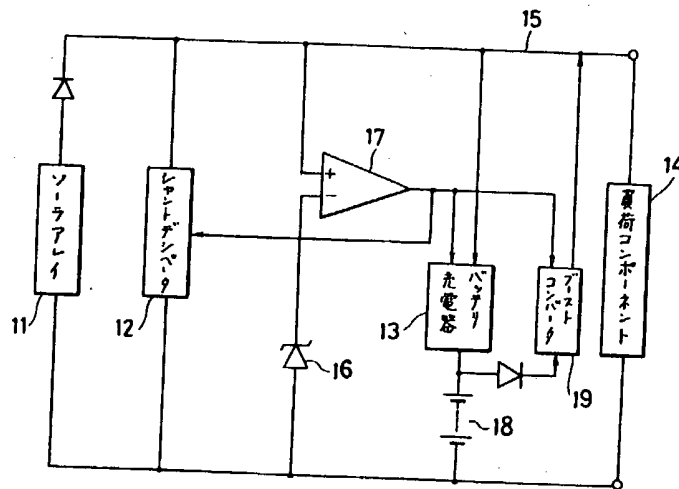 15
17
+
−
ソーラアレイ
11
シャントデシペータ
12
16
バッテリ
充電器
13
18
ブースト
コンバータ
19
負荷コンポーネント
14